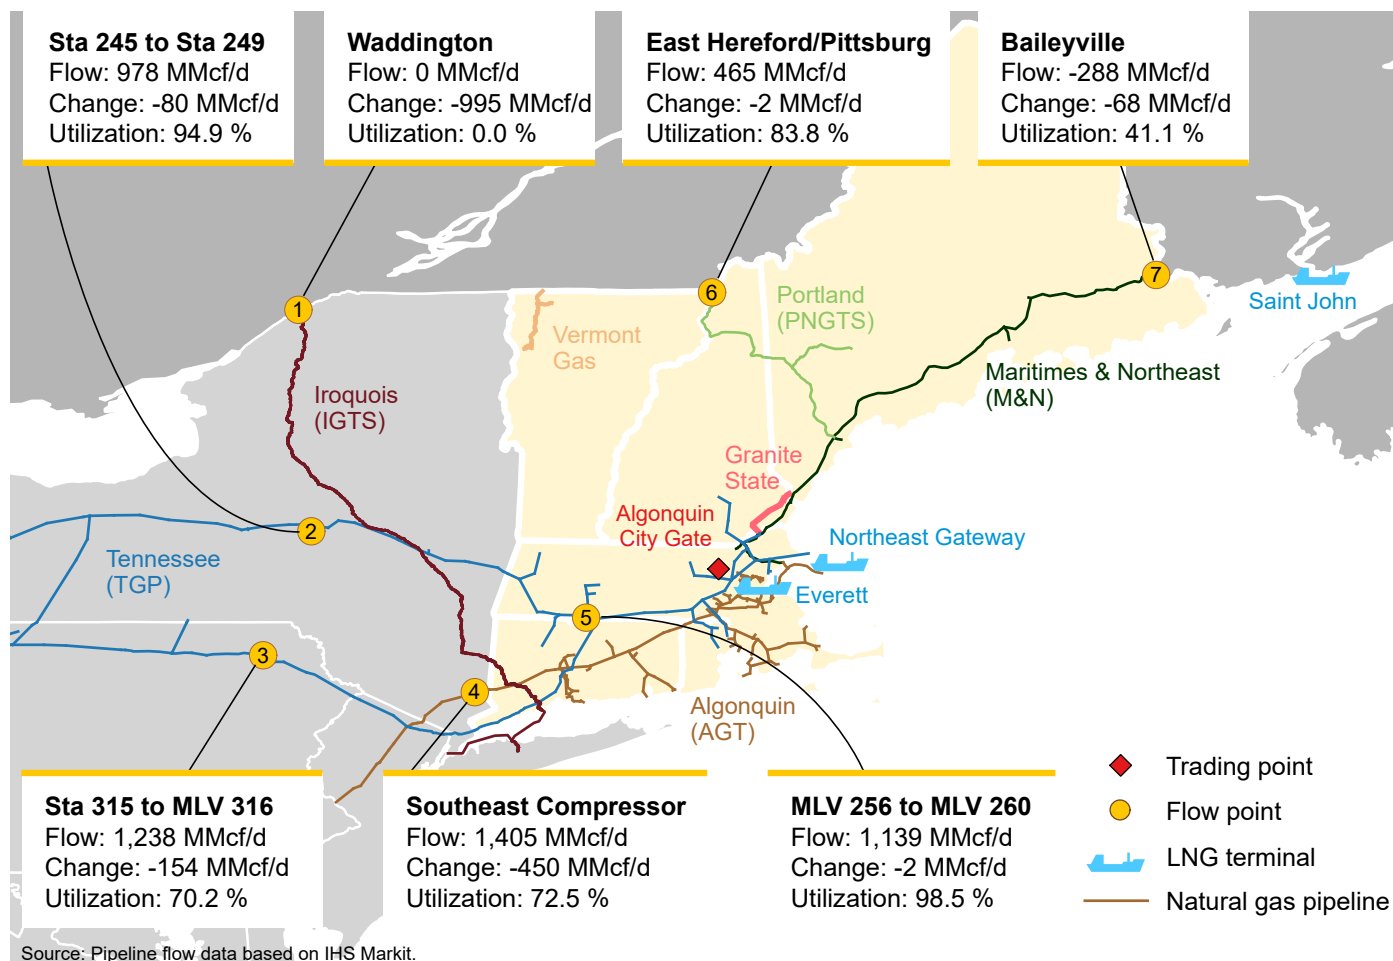 Sta 245 to Sta 249
Flow: 978 MMcf/d
Change: -80 MMcf/d
Utilization: 94.9 %
Waddington
Flow: 0 MMcf/d
Change: -995 MMcf/d
Utilization: 0.0 %
East Hereford/Pittsburg
Flow: 465 MMcf/d
Change: -2 MMcf/d
Utilization: 83.8 %
Baileyville
Flow: -288 MMcf/d
Change: -68 MMcf/d
Utilization: 41.1 %
1
6
7
Saint John
Portland
(PNGTS)
Vermont
Gas
Maritimes & Northeast
(M&N)
Iroquois
(IGTS)
Granite
State
Algonquin
City Gate
2
Northeast Gateway
Tennessee
(TGP)
Everett
5
3
4
Algonquin
(AGT)
Sta 315 to MLV 316
Flow: 1,238 MMcf/d
Change: -154 MMcf/d
Utilization: 70.2 %
Southeast Compressor
Flow: 1,405 MMcf/d
Change: -450 MMcf/d
Utilization: 72.5 %
MLV 256 to MLV 260
Flow: 1,139 MMcf/d
Change: -2 MMcf/d
Utilization: 98.5 %
Trading point
Flow point
LNG terminal
Natural gas pipeline
Source: Pipeline flow data based on IHS Markit.